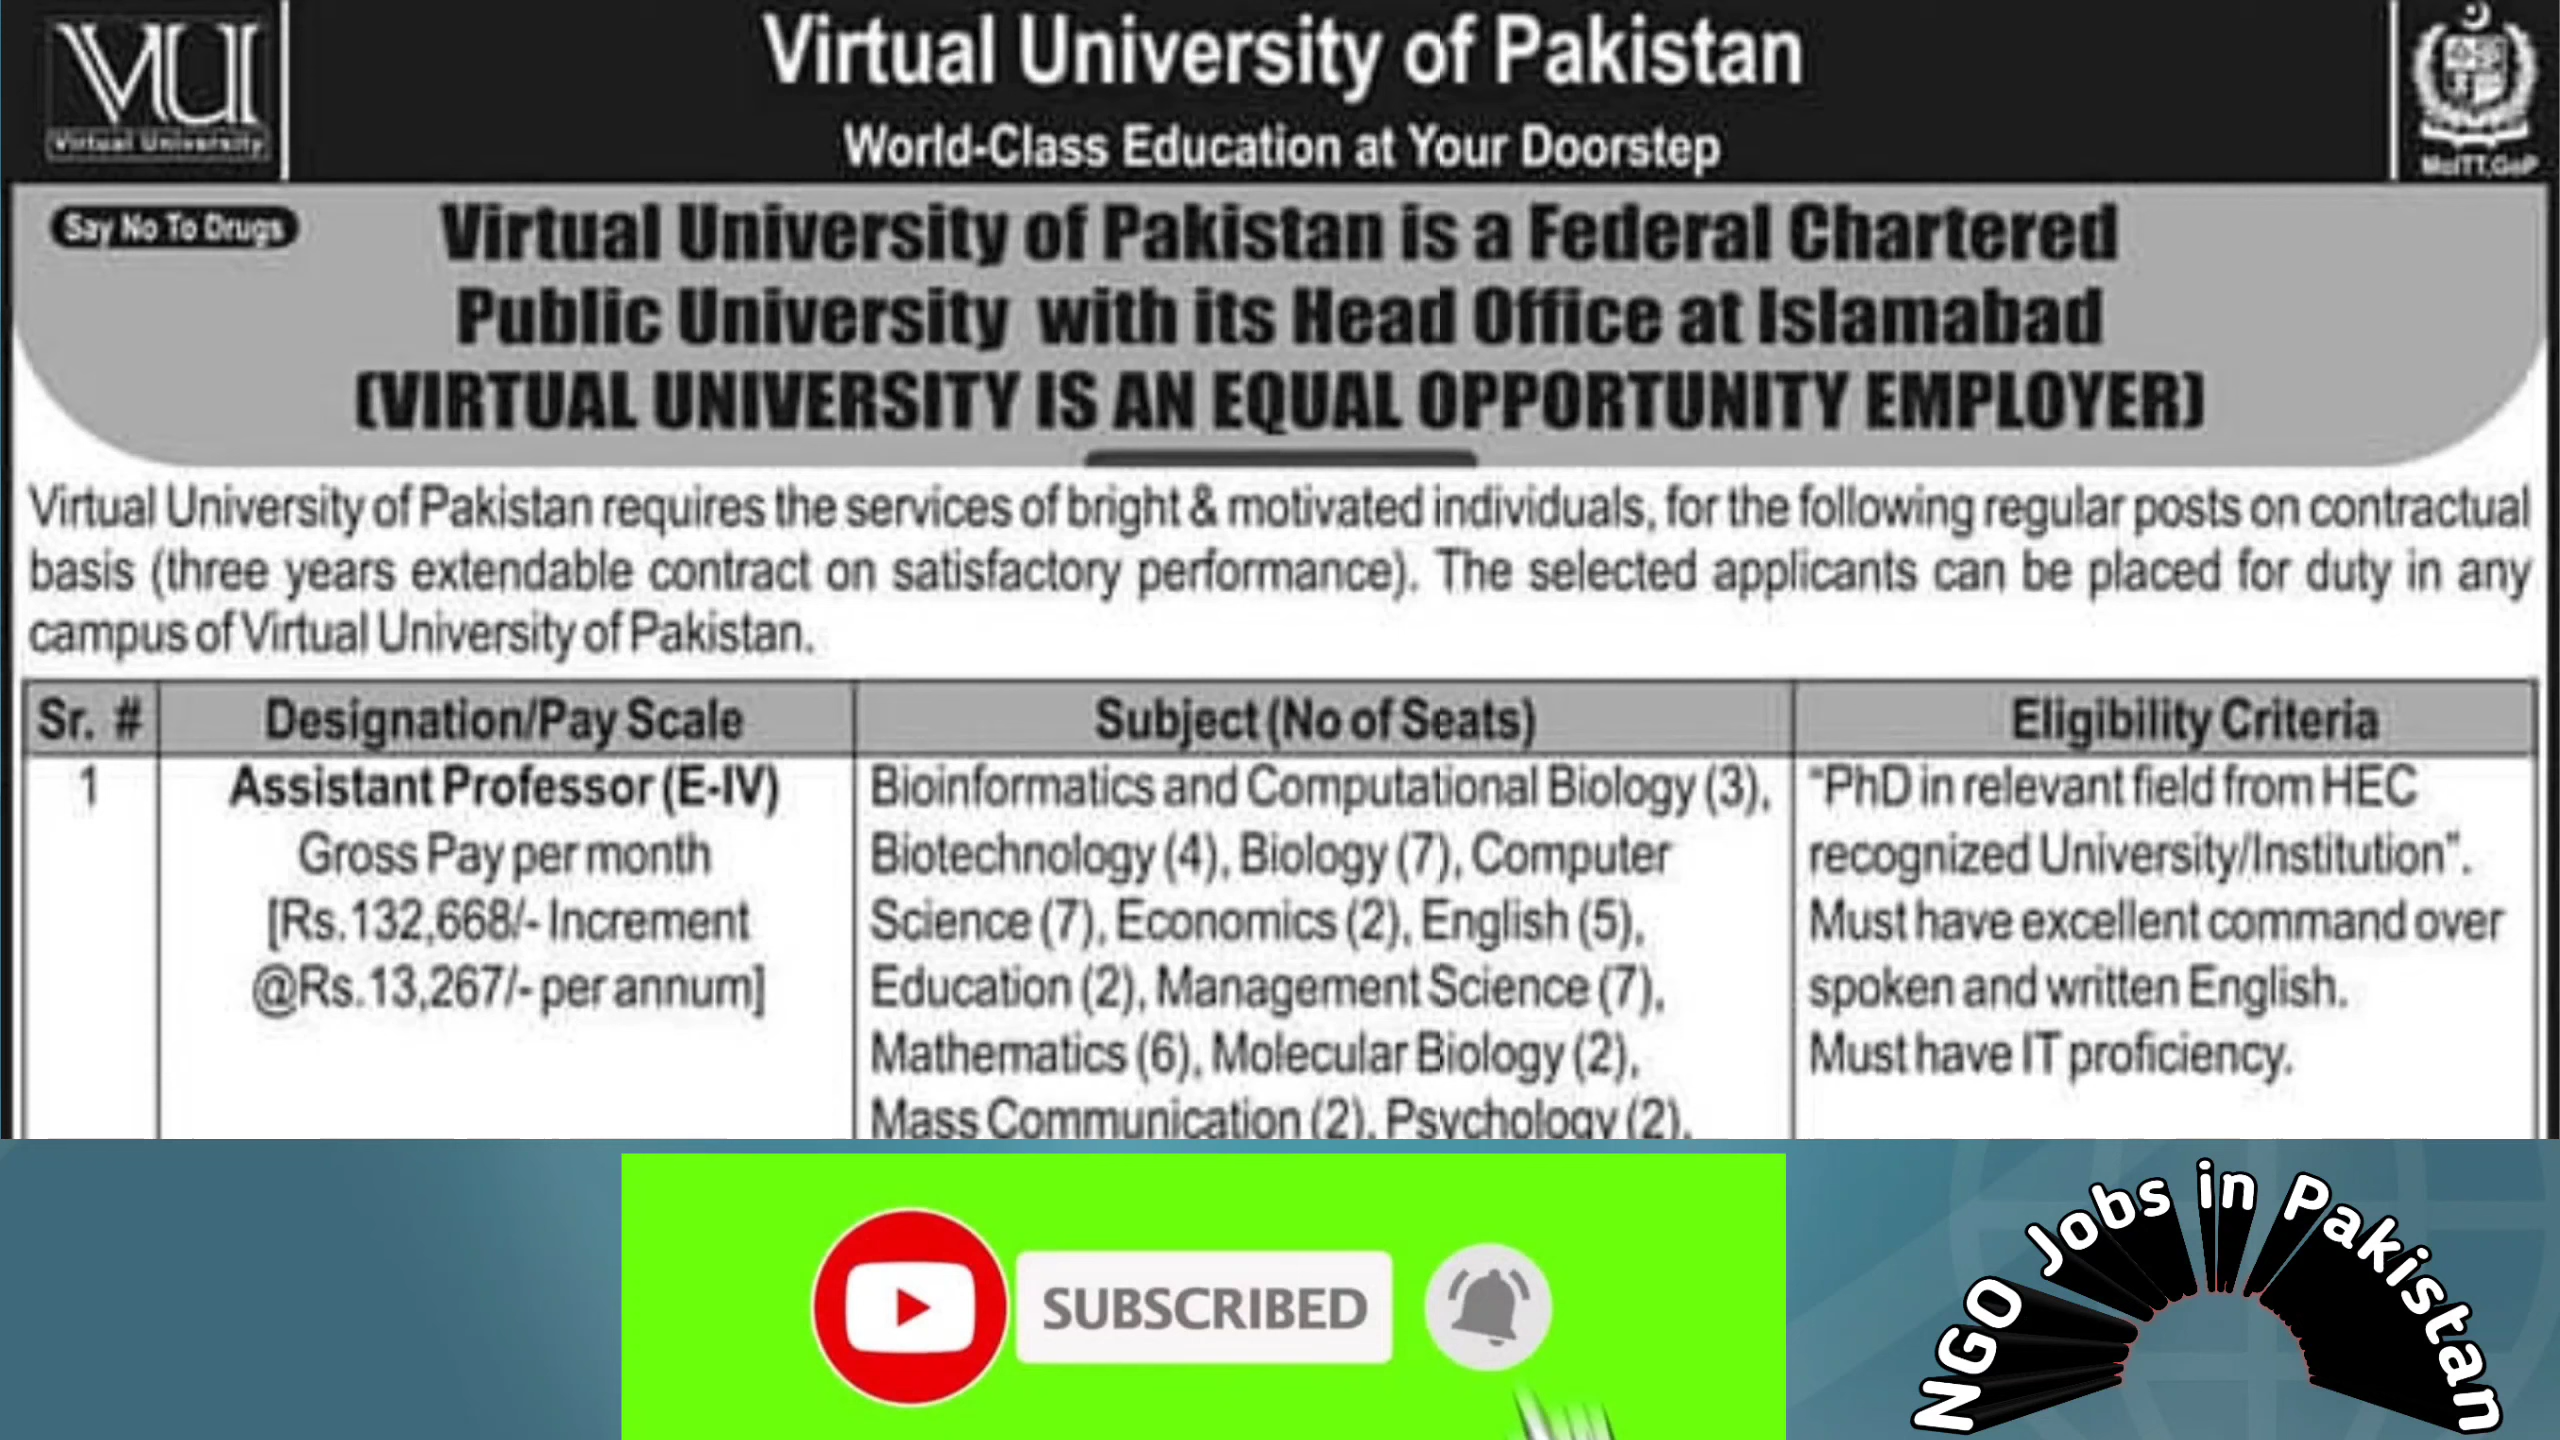 VU
Virtual University
Virtual University of Pakistan
World-Class Education at Your Doorstep
MoITT,GoP
Say No To Drugs
Virtual University of Pakistan is a Federal Chartered
Public University with its Head Office at Islamabad
(VIRTUAL UNIVERSITY IS AN EQUAL OPPORTUNITY EMPLOYER)
Virtual University of Pakistan requires the services of bright & motivated individuals, for the following regular posts on contractual
basis (three years extendable contract on satisfactory performance). The selected applicants can be placed for duty in any
campus of Virtual University of Pakistan.
Sr. # Designation/Pay Scale Subject (No of Seats) Eligibility Criteria
1
Assistant Professor (E-IV)
Gross Pay per month
[Rs.132,668/- Increment
@Rs.13,267/- per annum]
Bioinformatics and Computational Biology (3),
Biotechnology (4), Biology (7), Computer
Science (7), Economics (2), English (5),
Education (2), Management Science (7),
Mathematics (6), Molecular Biology (2),
Mass Communication (2), Psychology (2),
"PhD in relevant field from HEC
recognized University/Institution".
Must have excellent command over
spoken and written English.
Must have IT proficiency.
SUBSCRIBED
NGO Jobs in Pakistan